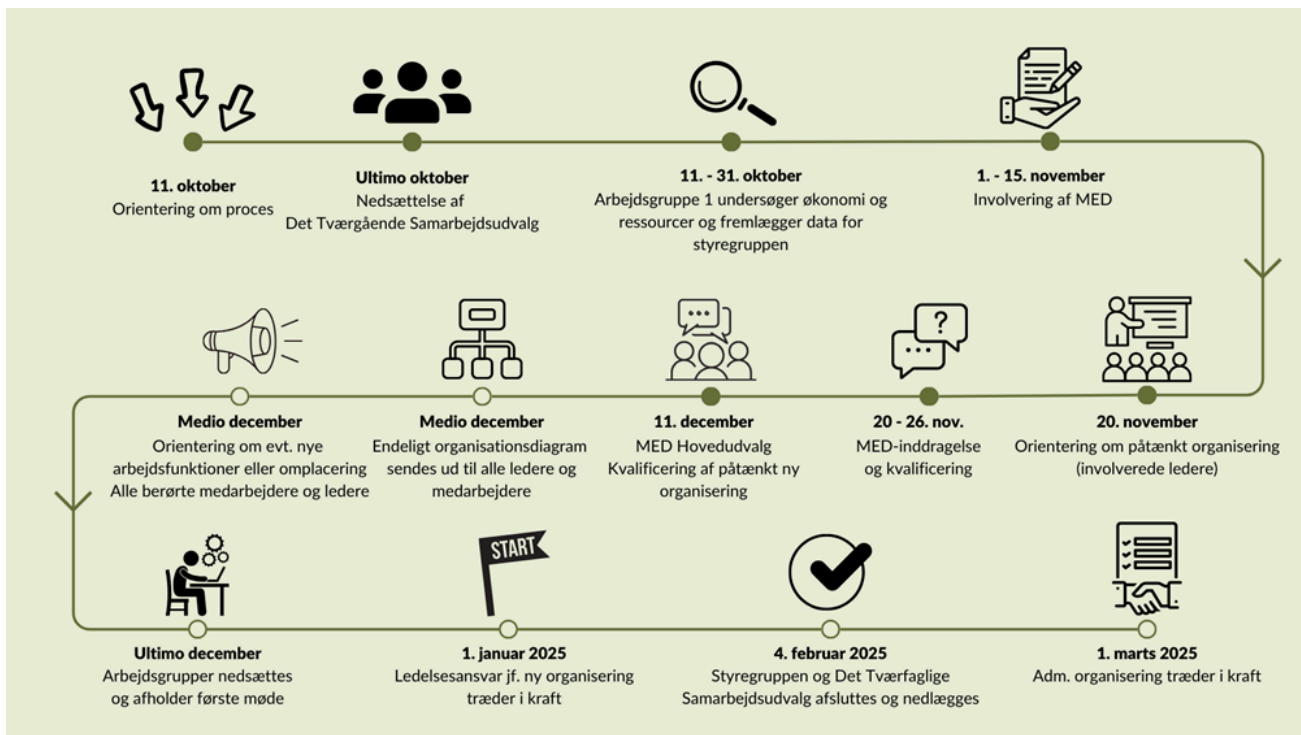 11. oktober
Orientering om proces
Ultimo oktober
Nedsættelse af
Det Tværgående Samarbejdsudvalg
11. - 31. oktober
Arbejdsgruppe 1 undersøger økonomi og
ressourcer og fremlægger data for
styregruppen
1. - 15. november
Involvering af MED
20. november
Orientering om påtænkt organisering
(involverede ledere)
20 - 26. nov.
MED-inddragelse
og kvalificering
11. december
MED Hovedudvalg
Kvalificering af påtænkt ny
organisering
Medio december
Endeligt organisationsdiagram
sendes ud til alle ledere og
medarbejdere
Medio december
Orientering om evt. nye
arbejdsfunktioner eller omplacering
Alle berørte medarbejdere og ledere
Ultimo december
Arbejdsgrupper nedsættes
og afholder første møde
START
1. januar 2025
Ledelsesansvar jf. ny organisering
træder i kraft
4. februar 2025
Styregruppen og Det Tværfaglige
Samarbejdsudvalg afsluttes og nedlægges
1. marts 2025
Adm. organisering træder i kraft